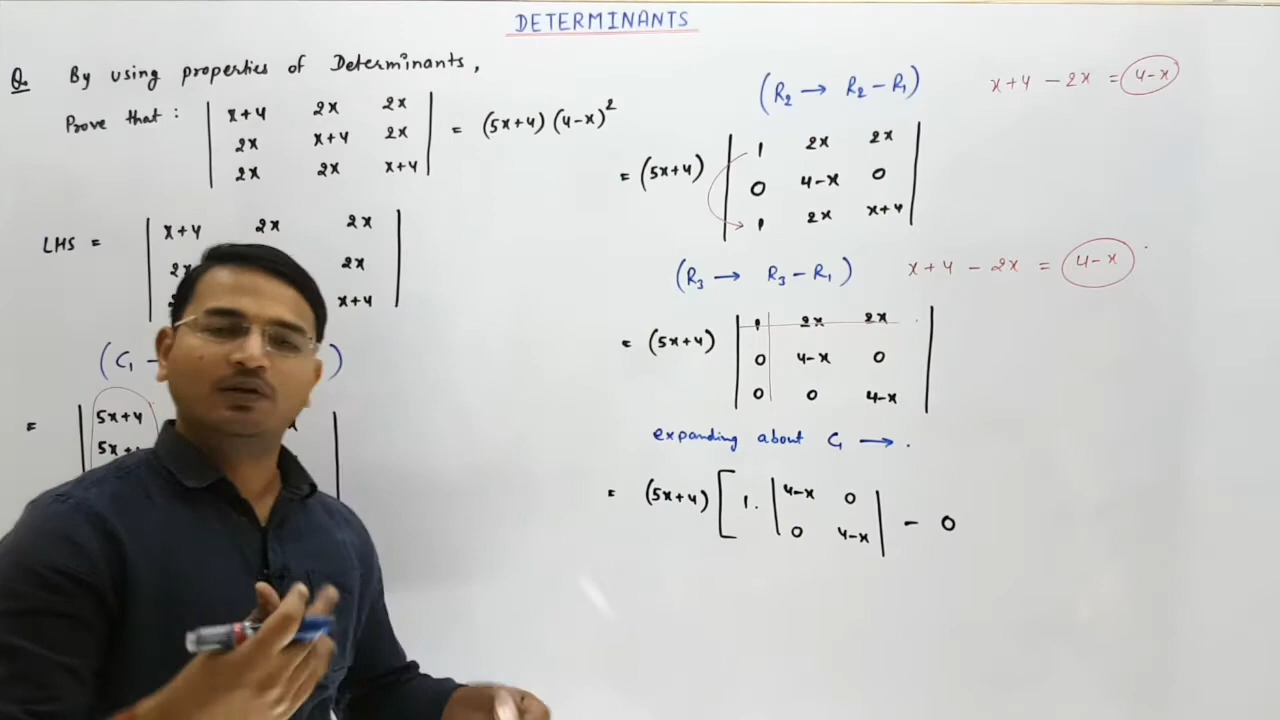 DETERMINANTS
Q. By using properties of Determinants,
Prove that : | x+4 2x 2x |
| 2x x+4 2x | = (5x+4) (4-x)²
| 2x 2x x+4 |
LHS = | x+4 2x 2x |
2x
x+4
(C₁ )
= | 5x+4
5x+
(R₂ → R₂ - R₁) x+4 - 2x = 4-x
= (5x+4) | 1 2x 2x |
| 0 4-x 0 |
| 1 2x x+4 |
(R₃ → R₃ - R₁) x+4 - 2x = 4-x
= (5x+4) | 1 2x 2x |
| 0 4-x 0 |
| 0 0 4-x |
expanding about C₁ → .
= (5x+4) [ 1. | 4-x 0 | - 0
| 0 4-x |